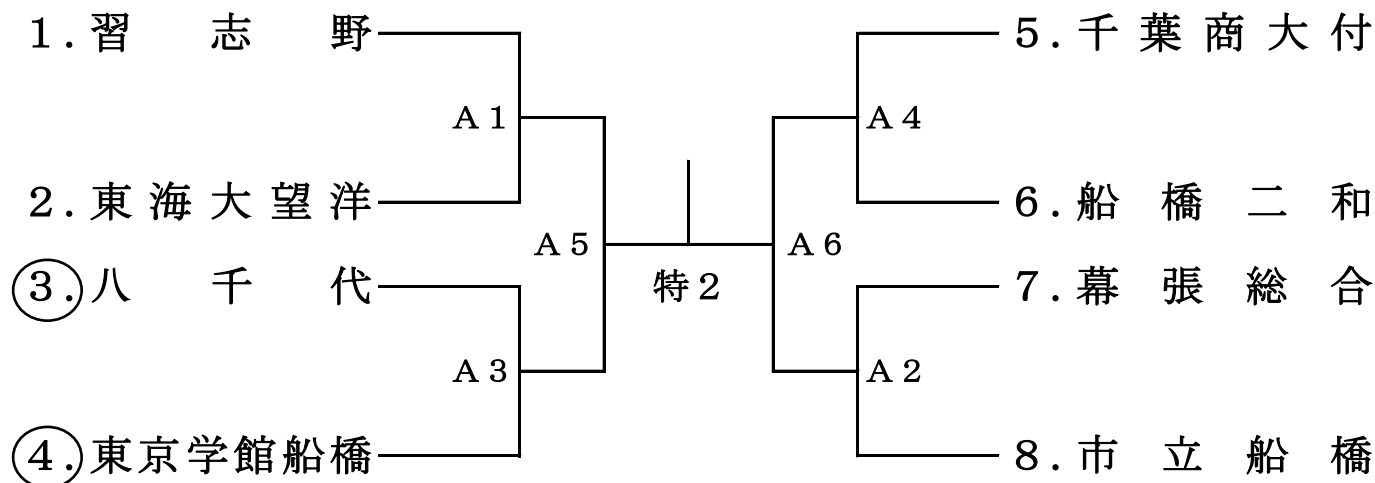 1.習志野
5.千葉商大付
A1
A4
2.東海大望洋
6.船橋二和
A5
A6
③.八千代
特2
7.幕張総合
A3
A2
④.東京学館船橋
8.市立船橋